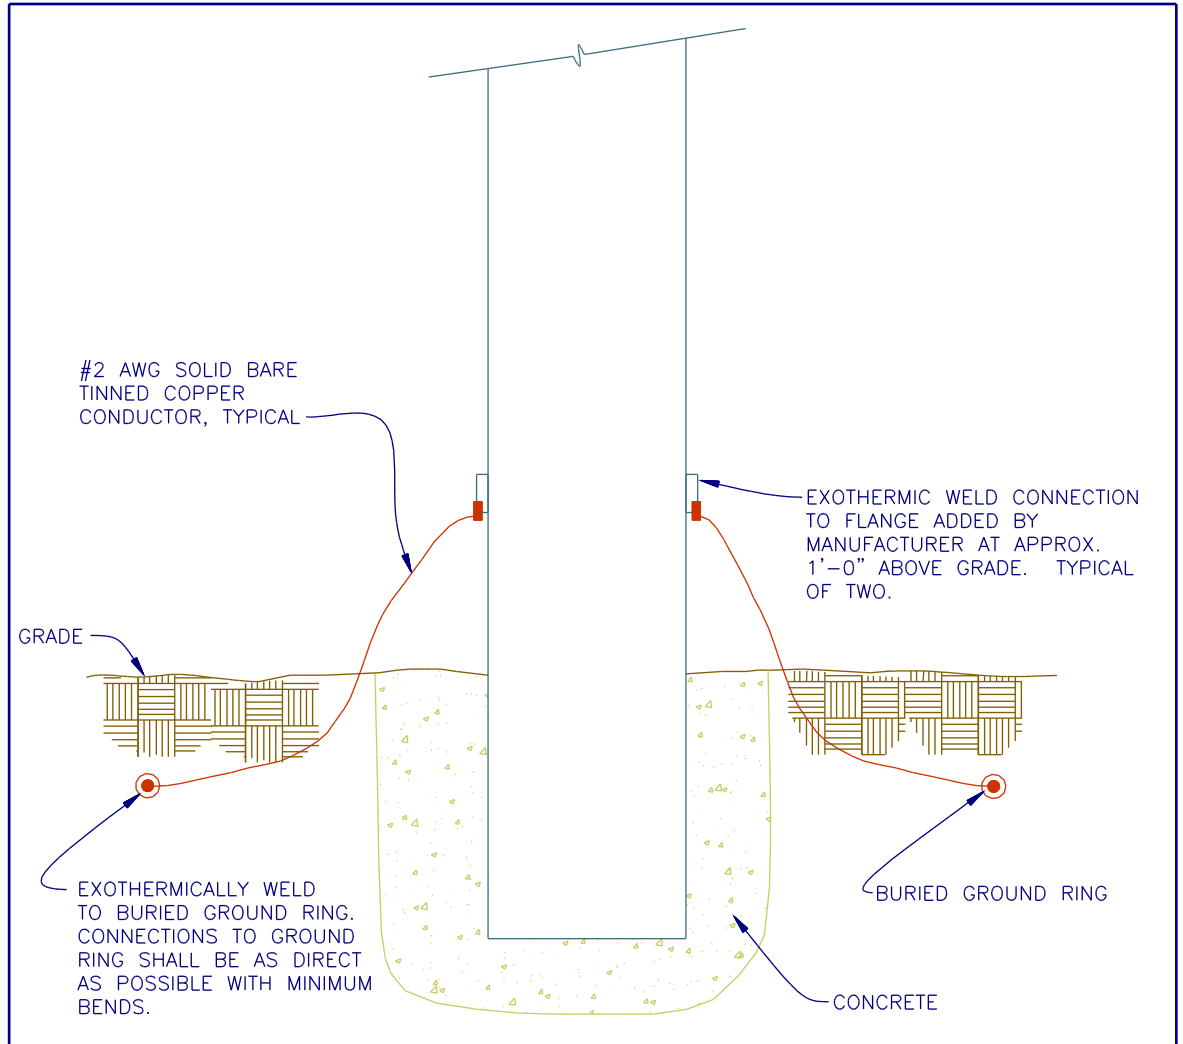 #2 AWG SOLID BARE
TINNED COPPER
CONDUCTOR, TYPICAL
EXOTHERMIC WELD CONNECTION
TO FLANGE ADDED BY
MANUFACTURER AT APPROX.
1'-0" ABOVE GRADE. TYPICAL
OF TWO.
GRADE
EXOTHERMICALLY WELD
TO BURIED GROUND RING.
CONNECTIONS TO GROUND
RING SHALL BE AS DIRECT
AS POSSIBLE WITH MINIMUM
BENDS.
BURIED GROUND RING
CONCRETE